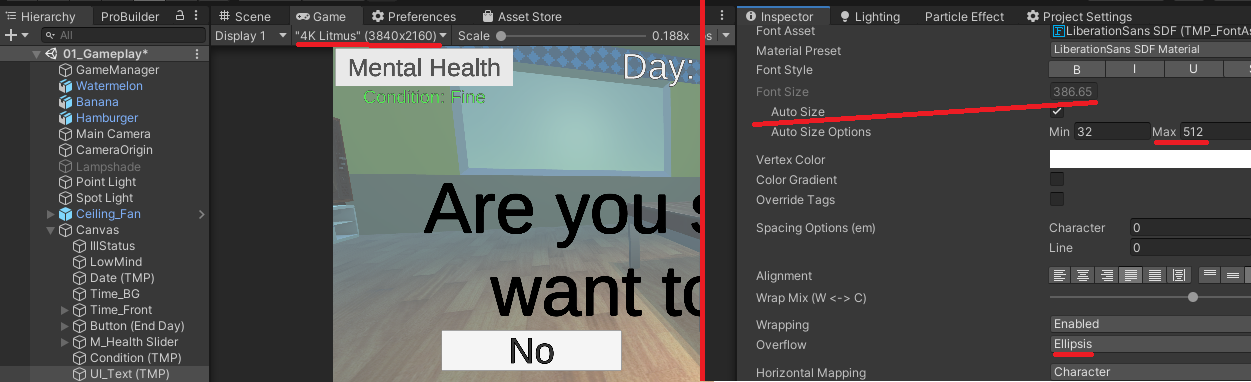 Hierarchy
ProBuilder
All
01_Gameplay*
GameManager
Watermelon
Banana
Hamburger
Main Camera
CameraOrigin
Lampshade
Point Light
Spot Light
Ceiling_Fan
Canvas
IllStatus
LowMind
Date (TMP)
Time_BG
Time_Front
Button (End Day)
M_Health Slider
Condition (TMP)
UI_Text (TMP)
Scene
Game
Preferences
Asset Store
Display 1
"4K Litmus" (3840x2160)
Scale
0.188x
Mental Health
Condition: Fine
Day:
Are you s
want to
No
Inspector
Lighting
Particle Effect
Project Settings
Font Asset
LiberationSans SDF (TMP_FontAs
Material Preset
LiberationSans SDF Material
Font Style
B I U S
Font Size
386.65
Auto Size
Auto Size Options
Min 32 Max 512
Vertex Color
Color Gradient
Override Tags
Spacing Options (em)
Character 0
Line 0
Alignment
Wrap Mix (W <-> C)
Wrapping
Enabled
Overflow
Ellipsis
Horizontal Mapping
Character